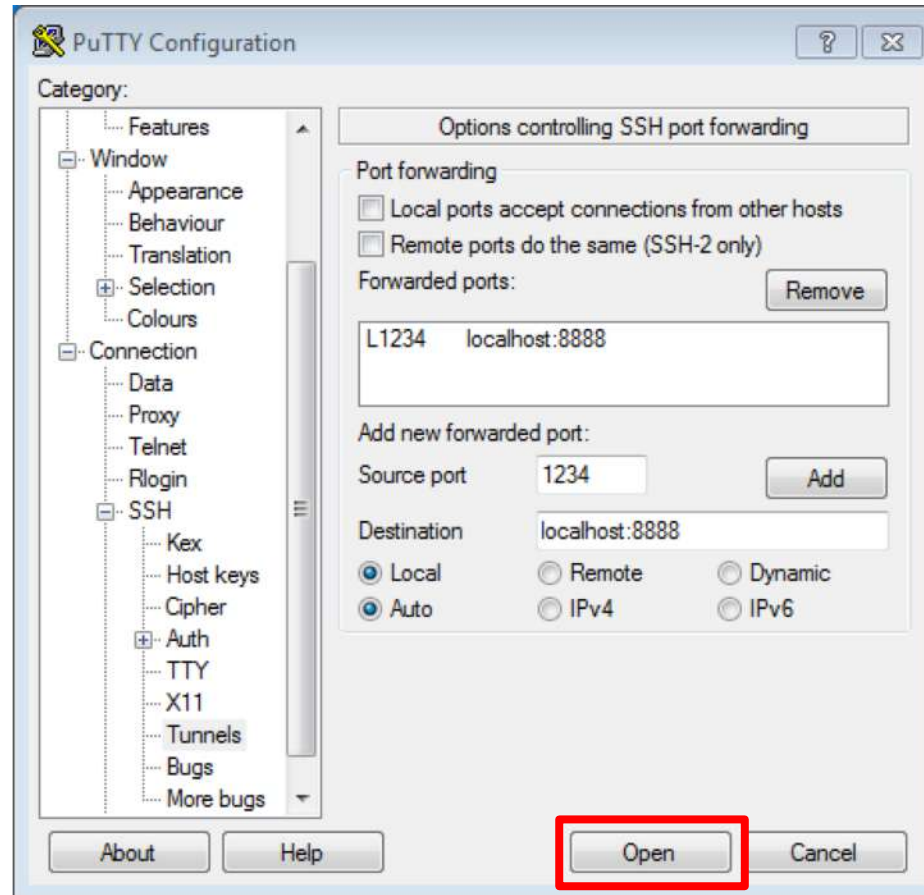 PuTTY Configuration
Category:
Features
Window
Appearance
Behaviour
Translation
Selection
Colours
Connection
Data
Proxy
Telnet
Rlogin
SSH
Kex
Host keys
Cipher
Auth
TTY
X11
Tunnels
Bugs
More bugs
Options controlling SSH port forwarding
Port forwarding
Local ports accept connections from other hosts
Remote ports do the same (SSH-2 only)
Forwarded ports: Remove
L1234 localhost:8888
Add new forwarded port:
Source port 1234 Add
Destination localhost:8888
Local Remote Dynamic
Auto IPv4 IPv6
About Help Open Cancel